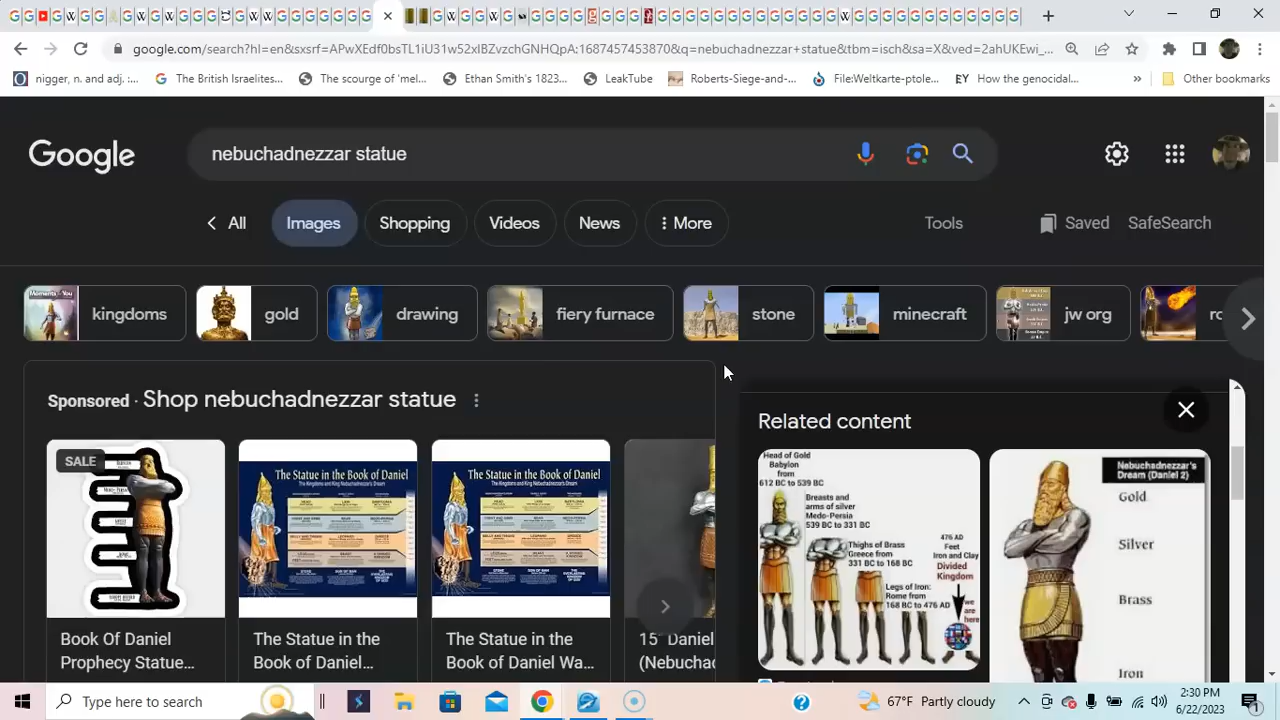 google.com/search?hl=en&sxsrf=APwXEdf0bsTL1iU31w52xIBZvzchGNHQpA:1687457453870&q=nebuchadnezzar+statue&tbm=isch&sa=X&ved=2ahUKEwi_...
nigger, n. and adj. :... The British Israelites... The scourge of 'mel... Ethan Smith's 1823... LeakTube Roberts-Siege-and-... File:Weltkarte-ptole... EY How the genocidal... » Other bookmarks
Google nebuchadnezzar statue
All Images Shopping Videos News More Tools Saved SafeSearch
kingdoms gold drawing fiery furnace stone minecraft jw org ro
Sponsored · Shop nebuchadnezzar statue
Related content
SALE
The Statue in the Book of Daniel
The Statue in the Book of Daniel
Head of Gold
Babylon
from
612 BC to 539 BC
Breasts and
arms of silver
Medo-Persia
539 BC to 331 BC
Thighs of Brass
Greece from
331 BC to 168 BC
Legs of Iron:
Rome from
168 BC to 476 AD
476 AD
Feet
Iron and Clay
Divided
Kingdom
we
are
here
Nebuchadnezzar's
Dream (Daniel 2)
Gold
Silver
Brass
Iron
Book Of Daniel
Prophecy Statue...
The Statue in the
Book of Daniel...
The Statue in the
Book of Daniel Wa...
15" Daniel
(Nebuchad
Type here to search
67°F Partly cloudy
2:30 PM
6/22/2023